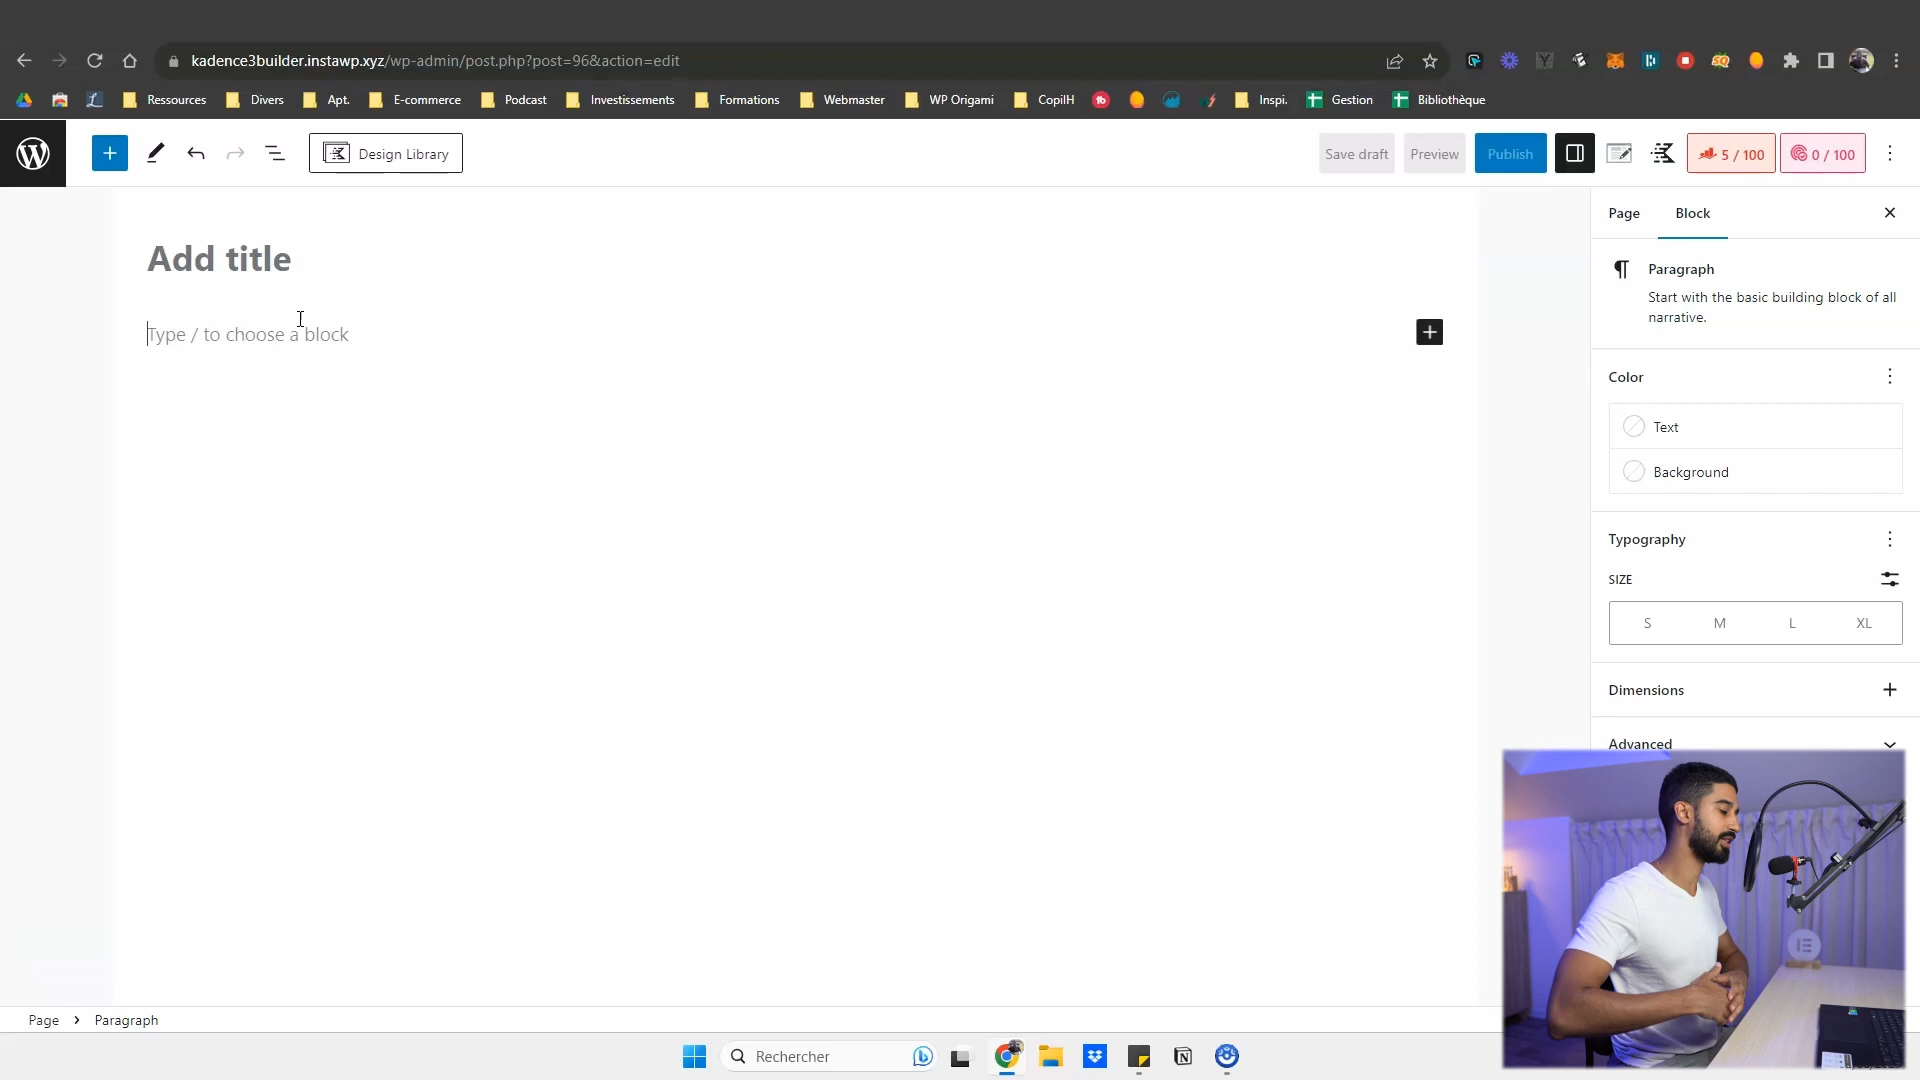 kadence3builder.instawp.xyz/wp-admin/post.php?post=96&action=edit
Ressources Divers Apt. E-commerce Podcast Investissements Formations Webmaster WP Origami CopilH Inspi. Gestion Bibliothèque
Design Library Save draft Preview Publish 5 / 100 0 / 100
Page Block
Add title
Paragraph
Start with the basic building block of all
narrative.
Type / to choose a block
Color
Text
Background
Typography
SIZE
S M L XL
Dimensions
Advanced
Page > Paragraph
Rechercher